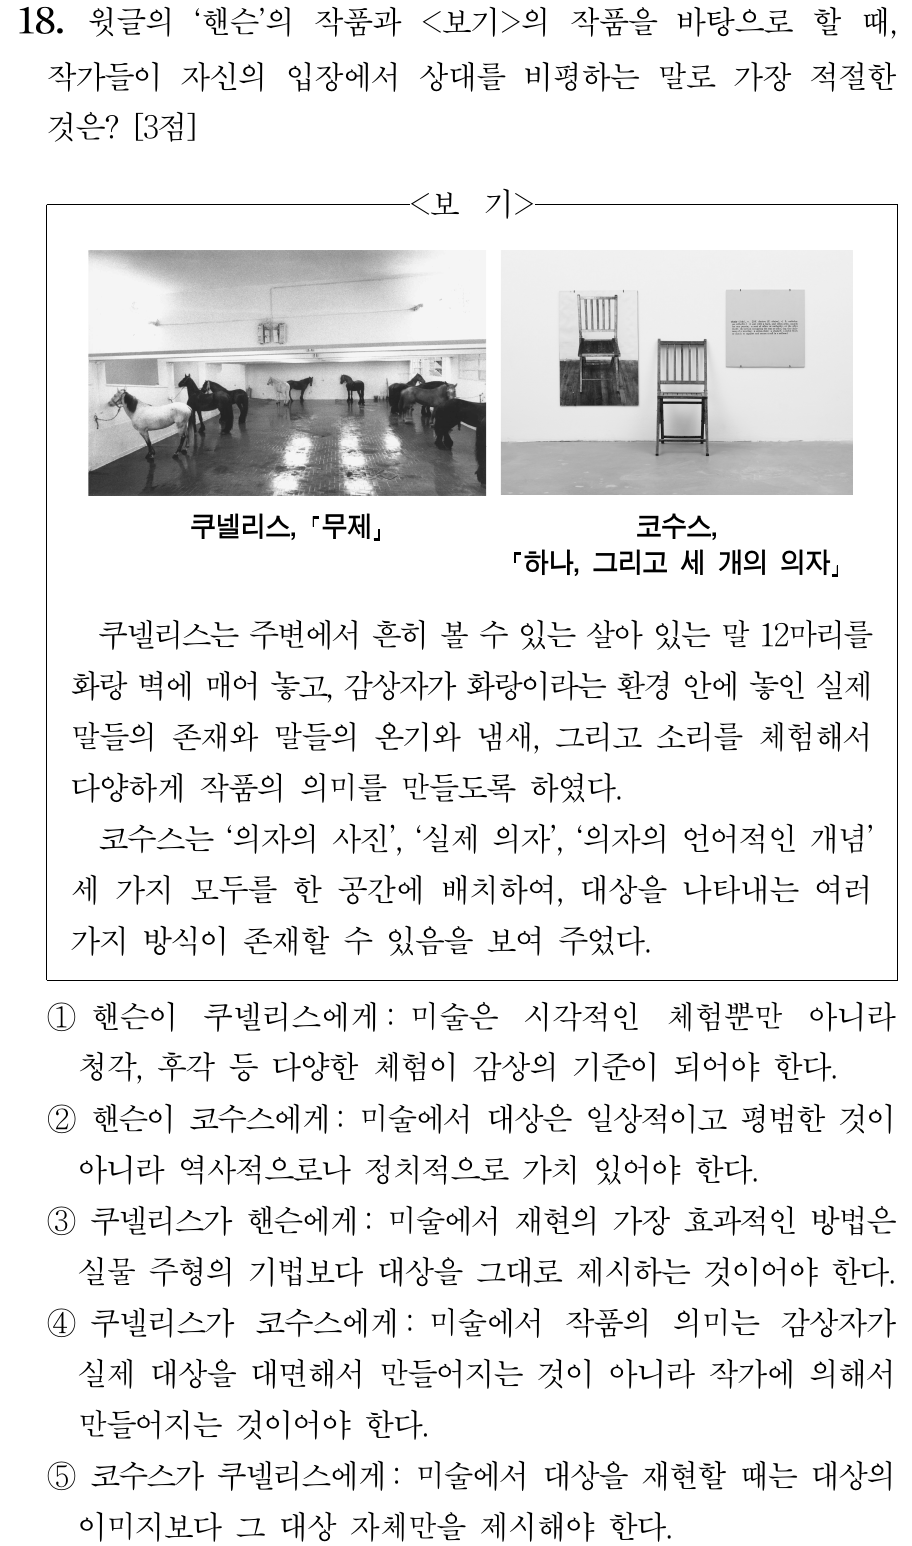 18. 윗글의 ‘핸슨’의 작품과 <보기>의 작품을 바탕으로 할 때,
작가들이 자신의 입장에서 상대를 비평하는 말로 가장 적절한
것은? [3점]
<보 기>
쿠넬리스, 「무제」
코수스,
「하나, 그리고 세 개의 의자」
쿠넬리스는 주변에서 흔히 볼 수 있는 살아 있는 말 12마리를
화랑 벽에 매어 놓고, 감상자가 화랑이라는 환경 안에 놓인 실제
말들의 존재와 말들의 온기와 냄새, 그리고 소리를 체험해서
다양하게 작품의 의미를 만들도록 하였다.
코수스는 ‘의자의 사진’, ‘실제 의자’, ‘의자의 언어적인 개념’
세 가지 모두를 한 공간에 배치하여, 대상을 나타내는 여러
가지 방식이 존재할 수 있음을 보여 주었다.
① 핸슨이 쿠넬리스에게: 미술은 시각적인 체험뿐만 아니라
청각, 후각 등 다양한 체험이 감상의 기준이 되어야 한다.
② 핸슨이 코수스에게: 미술에서 대상은 일상적이고 평범한 것이
아니라 역사적으로나 정치적으로 가치 있어야 한다.
③ 쿠넬리스가 핸슨에게: 미술에서 재현의 가장 효과적인 방법은
실물 주형의 기법보다 대상을 그대로 제시하는 것이어야 한다.
④ 쿠넬리스가 코수스에게: 미술에서 작품의 의미는 감상자가
실제 대상을 대면해서 만들어지는 것이 아니라 작가에 의해서
만들어지는 것이어야 한다.
⑤ 코수스가 쿠넬리스에게: 미술에서 대상을 재현할 때는 대상의
이미지보다 그 대상 자체만을 제시해야 한다.